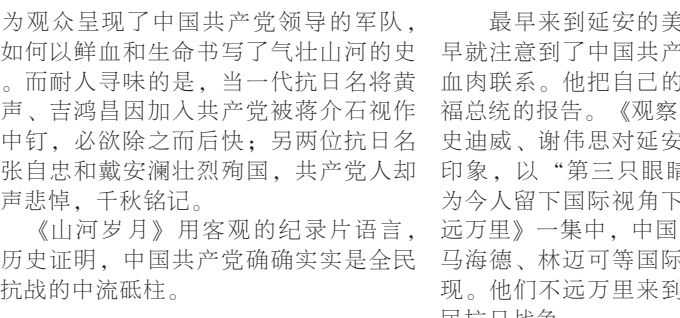 为观众呈现了中国共产党领导的军队，
如何以鲜血和生命书写了气壮山河的史
。而耐人寻味的是，当一代抗日名将黄
声、吉鸿昌因加入共产党被蒋介石视作
中钉，必欲除之而后快；另两位抗日名
张自忠和戴安澜壮烈殉国，共产党人却
声悲悼，千秋铭记。
《山河岁月》用客观的纪录片语言，
历史证明，中国共产党确确实实是全民
抗战的中流砥柱。
最早来到延安的美
早就注意到了中国共产
血肉联系。他把自己的
福总统的报告。《观察
史迪威、谢伟思对延安
印象，以“第三只眼睛
为今人留下国际视角下
远万里》一集中，中国
马海德、林迈可等国际
现。他们不远万里来到
民抗日战争